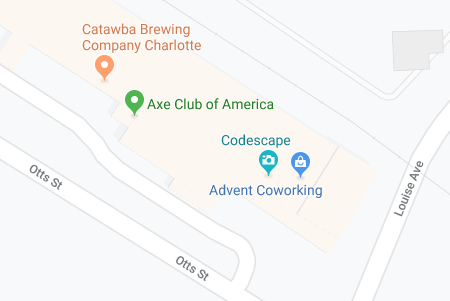 Catawba Brewing
Company Charlotte
Axe Club of America
Codescape
Advent Coworking
Otts St
Louise Ave
Otts St